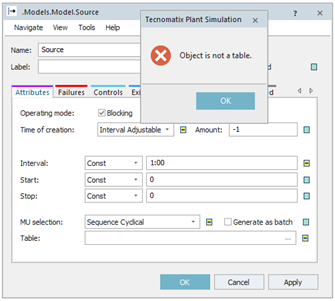 .Models.Model.Source
Tecnomatix Plant Simulation
Navigate View Tools Help
Object is not a table.
Name: Source
Label:
OK
Attributes Failures Controls
Operating mode: Blocking
Time of creation: Interval Adjustable Amount: -1
Interval: Const 1:00
Start: Const 0
Stop: Const 0
MU selection: Sequence Cyclical Generate as batch
Table: ...
OK Cancel Apply